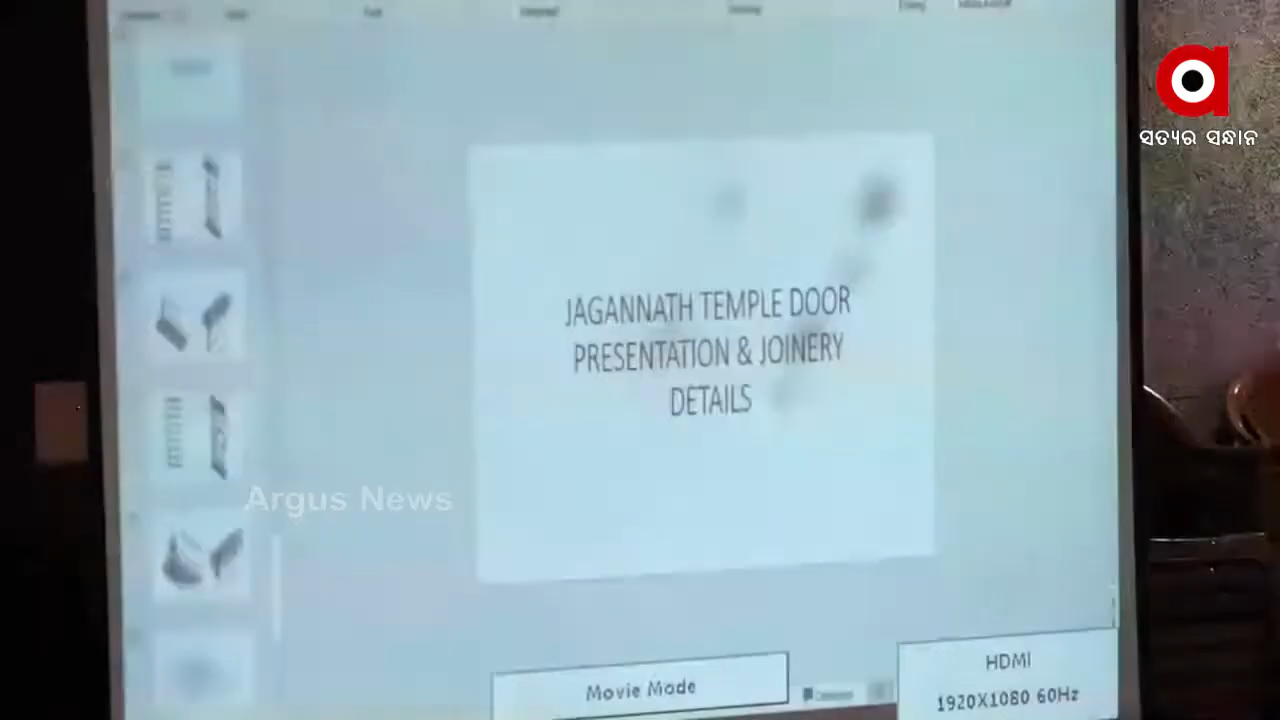 ସତ୍ୟର ସନ୍ଧାନ
JAGANNATH TEMPLE DOOR
PRESENTATION & JOINERY
DETAILS
Argus News
Movie Mode
HDMI
1920X1080 60Hz